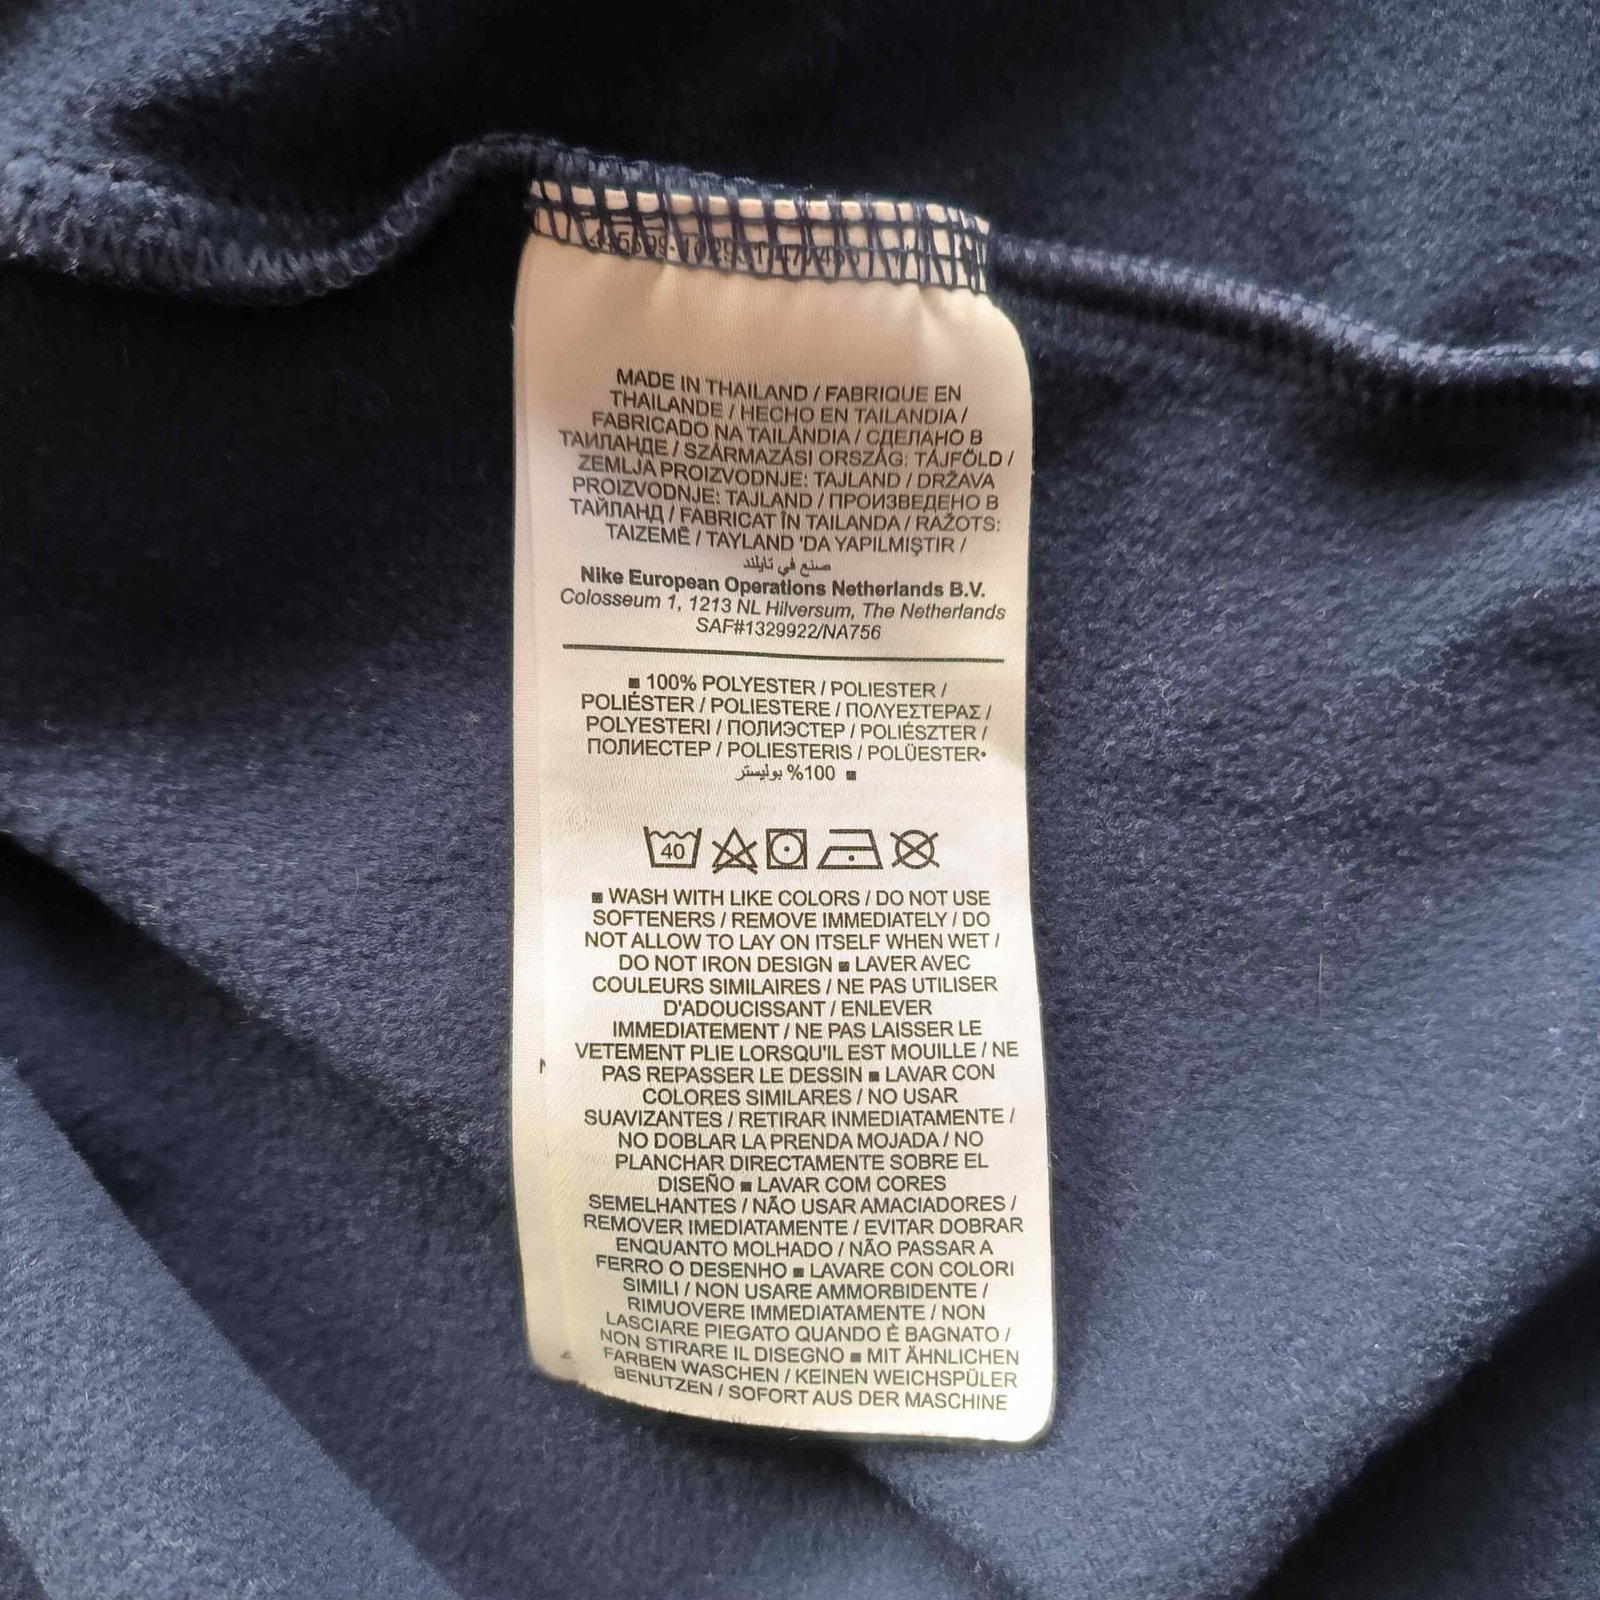 MADE IN THAILAND / FABRIQUE EN
THAILANDE / HECHO EN TAILANDIA /
FABRICADO NA TAILÂNDIA / СДЕЛАНО В
ТАИЛАНДЕ / SZÁRMAZÁSI ORSZÁG: TÁJFÖLD /
ZEMLJA PROIZVODNJE: TAJLAND / DRŽAVA
PROIZVODNJE: TAJLAND / ПРОИЗВЕДЕНО В
ТАЙЛАНД / FABRICAT ÎN TAILANDA / RAŽOTS:
TAIZEMĒ / TAYLAND 'DA YAPILMIŞTIR /
صنع في تايلند
Nike European Operations Netherlands B.V.
Colosseum 1, 1213 NL Hilversum, The Netherlands
SAF#1329922/NA756
■ 100% POLYESTER / POLIESTER /
POLIÉSTER / POLIESTERE / ΠΟΛΥΕΣΤΕΡΑΣ /
POLYESTERI / ПОЛИЭСТЕР / POLIÉSZTER /
ПОЛИЕСТЕР / POLIESTERIS / POLÜESTER•
■ 100% بوليستر
40
■ WASH WITH LIKE COLORS / DO NOT USE
SOFTENERS / REMOVE IMMEDIATELY / DO
NOT ALLOW TO LAY ON ITSELF WHEN WET /
DO NOT IRON DESIGN ■ LAVER AVEC
COULEURS SIMILAIRES / NE PAS UTILISER
D'ADOUCISSANT / ENLEVER
IMMEDIATEMENT / NE PAS LAISSER LE
VETEMENT PLIE LORSQU'IL EST MOUILLE / NE
PAS REPASSER LE DESSIN ■ LAVAR CON
COLORES SIMILARES / NO USAR
SUAVIZANTES / RETIRAR INMEDIATAMENTE /
NO DOBLAR LA PRENDA MOJADA / NO
PLANCHAR DIRECTAMENTE SOBRE EL
DISEÑO ■ LAVAR COM CORES
SEMELHANTES / NÃO USAR AMACIADORES /
REMOVER IMEDIATAMENTE / EVITAR DOBRAR
ENQUANTO MOLHADO / NÃO PASSAR A
FERRO O DESENHO ■ LAVARE CON COLORI
SIMILI / NON USARE AMMORBIDENTE /
RIMUOVERE IMMEDIATAMENTE / NON
LASCIARE PIEGATO QUANDO È BAGNATO /
NON STIRARE IL DISEGNO ■ MIT ÄHNLICHEN
FARBEN WASCHEN / KEINEN WEICHSPÜLER
BENUTZEN / SOFORT AUS DER MASCHINE